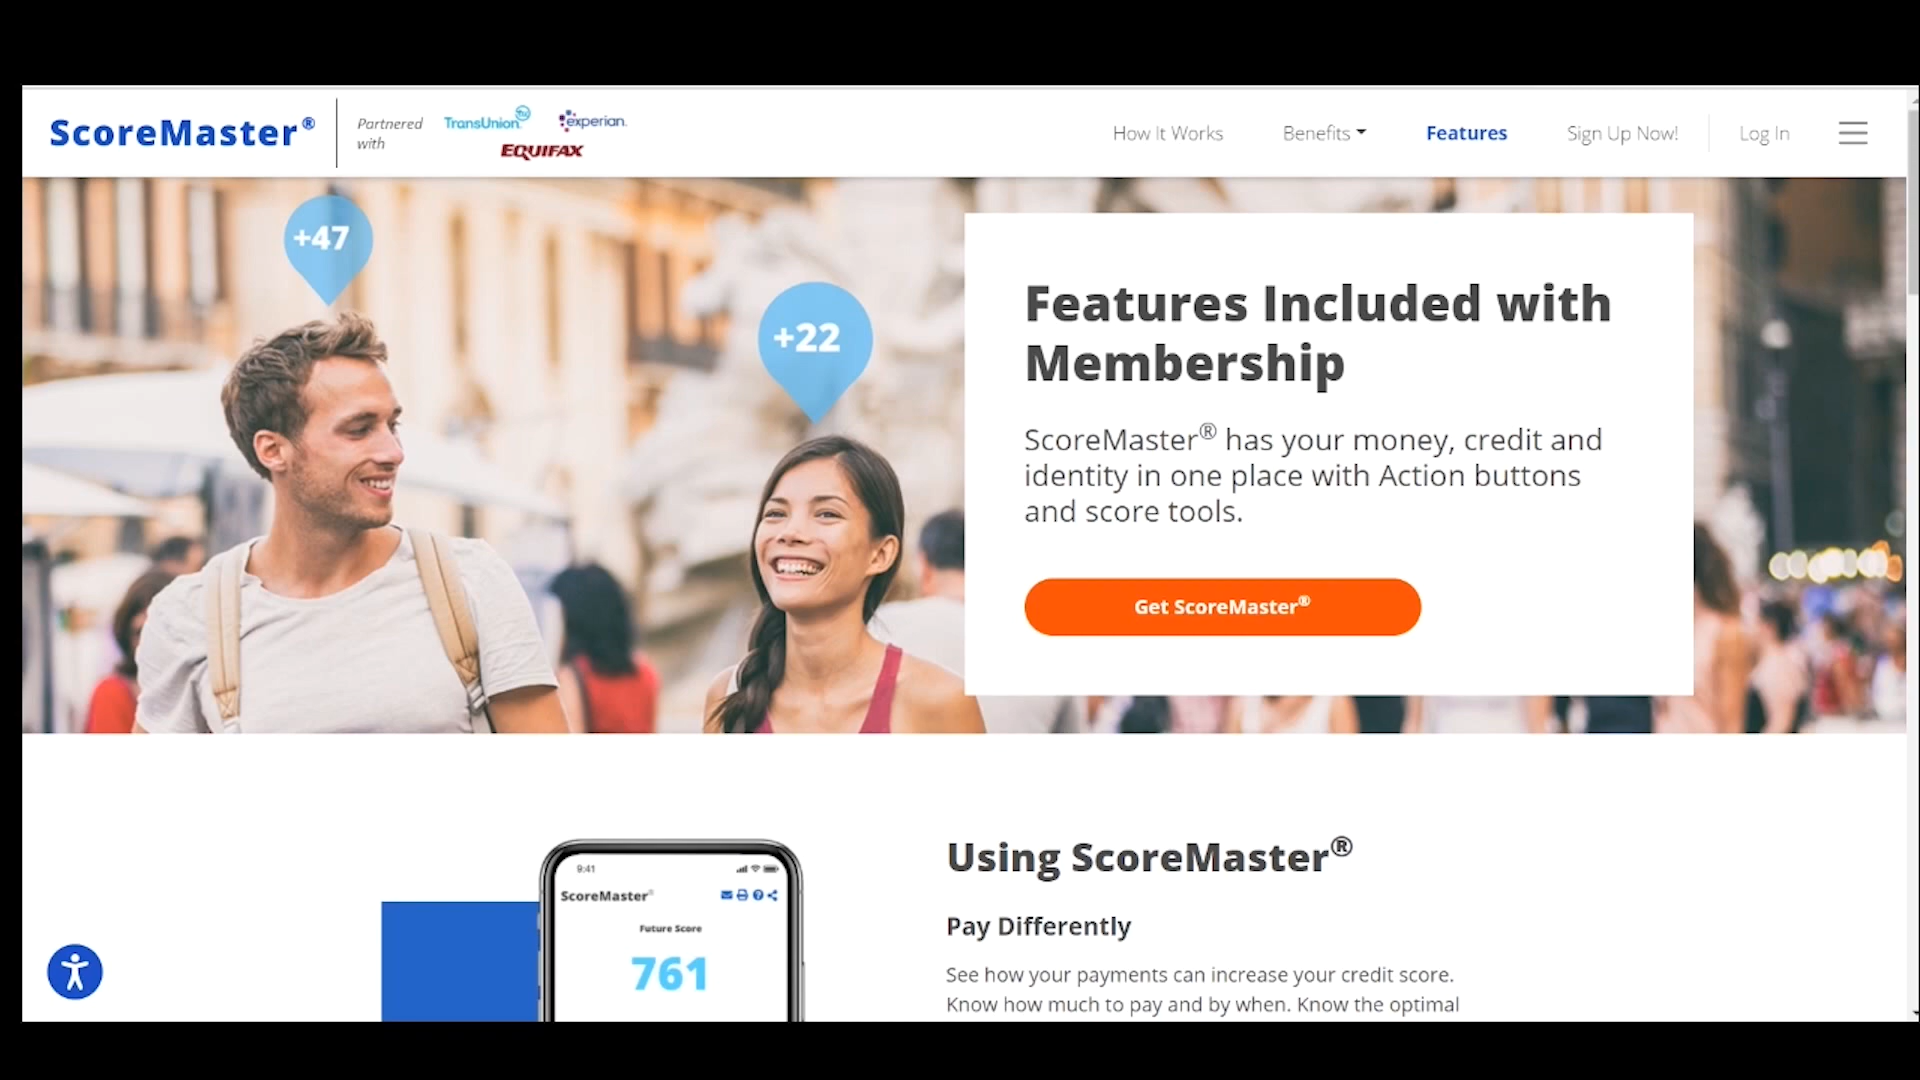 ScoreMaster®
Partnered
with
TransUnion
experian.
EQUIFAX
How It Works
Benefits
Features
Sign Up Now!
Log In
+47
+22
Features Included with
Membership
ScoreMaster® has your money, credit and
identity in one place with Action buttons
and score tools.
Get ScoreMaster®
9:41
ScoreMaster®
Future Score
761
Using ScoreMaster®
Pay Differently
See how your payments can increase your credit score.
Know how much to pay and by when. Know the optimal